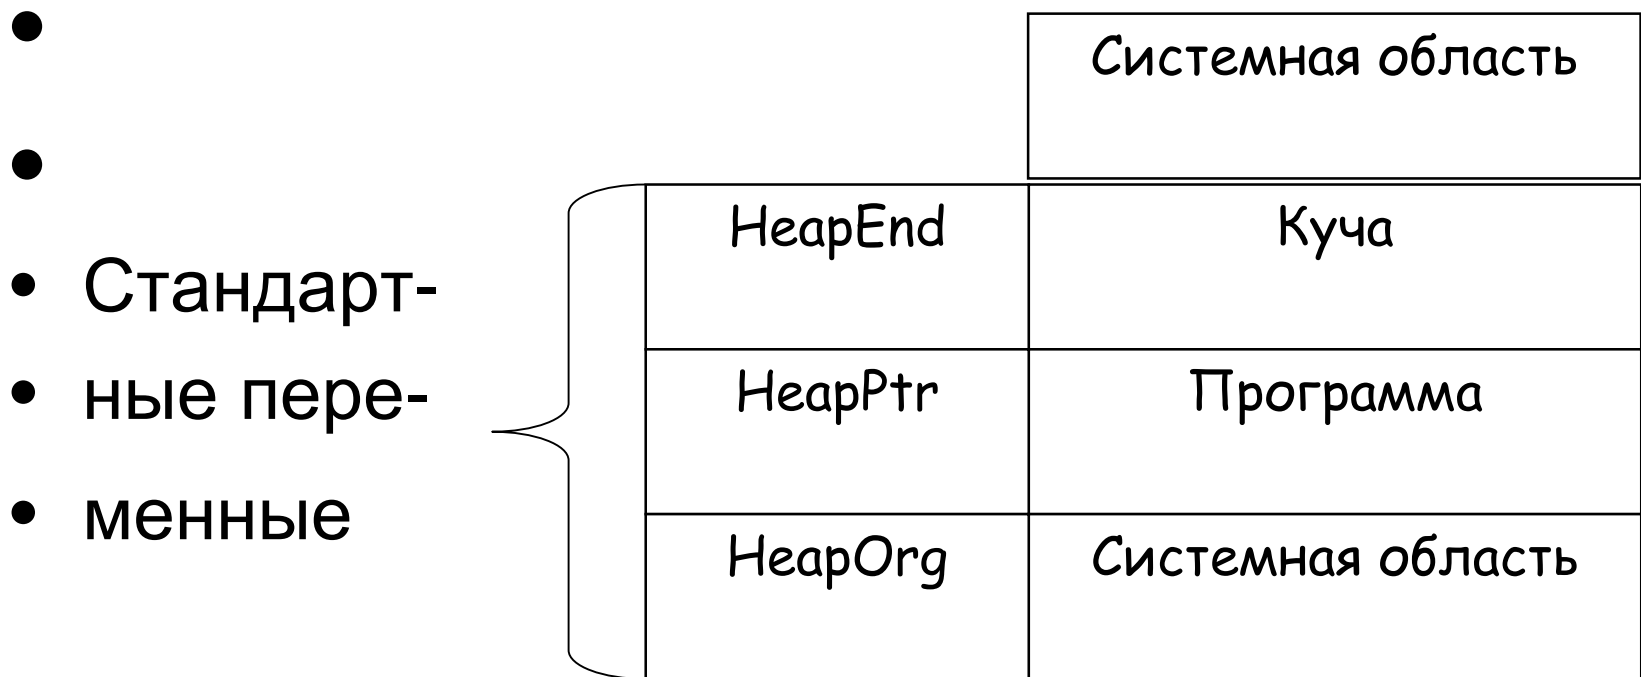 Системная область
HeapEnd Куча
• Стандарт-
• ные пере-
HeapPtr Программа
• менные
HeapOrg Системная область